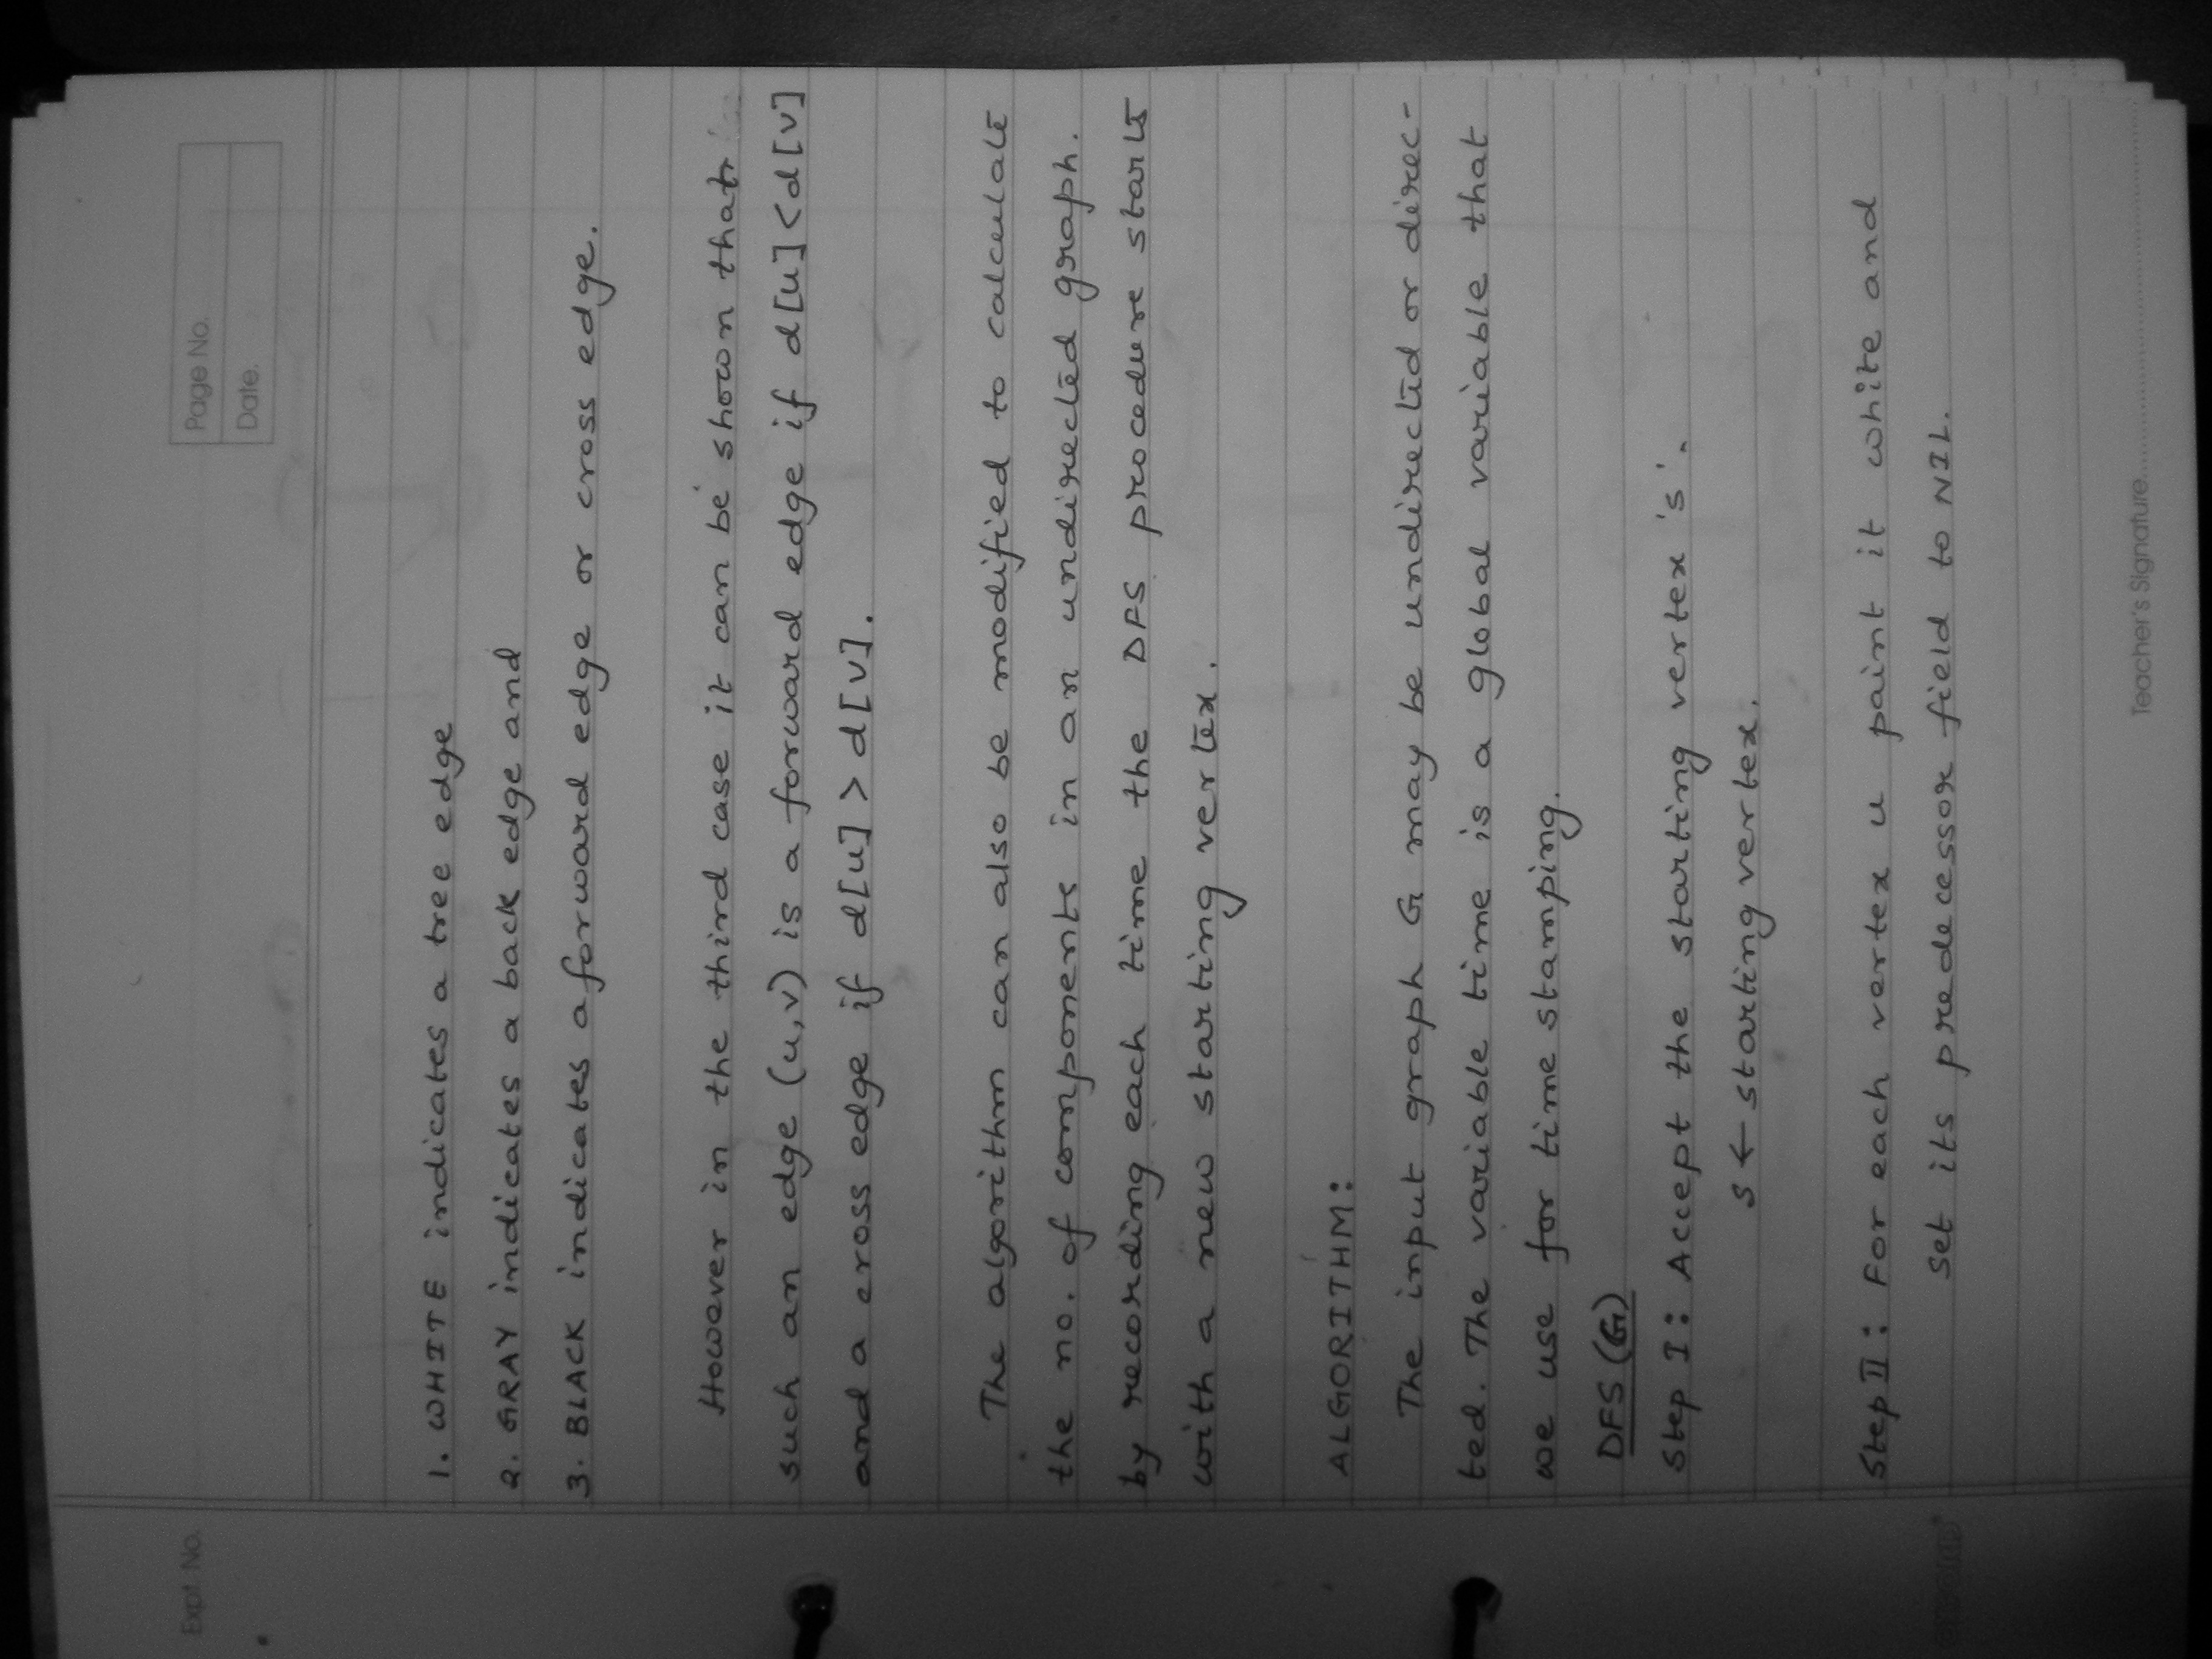 Expt No.
Page No.
Date.
1. WHITE indicates a tree edge
2. GRAY indicates a back edge and
3. BLACK indicates a forward edge or cross edge.
However in the third case it can be shown that
such an edge (u,v) is a forward edge if d[u]<d[v]
and a cross edge if d[u] > d[v].
The algorithm can also be modified to calculate
the no. of components in an undirected graph.
by recording each time the DFS procedure starts
with a new starting vertex.
ALGORITHM:
The input graph G may be undirected or direc-
ted. The variable time is a global variable that
we use for time stamping.
DFS(G)
Step I: Accept the starting vertex 's'.
S ← starting vertex.
Step II: For each vertex u paint it white and
Set its predecessor field to NIL.
Teacher's Signature